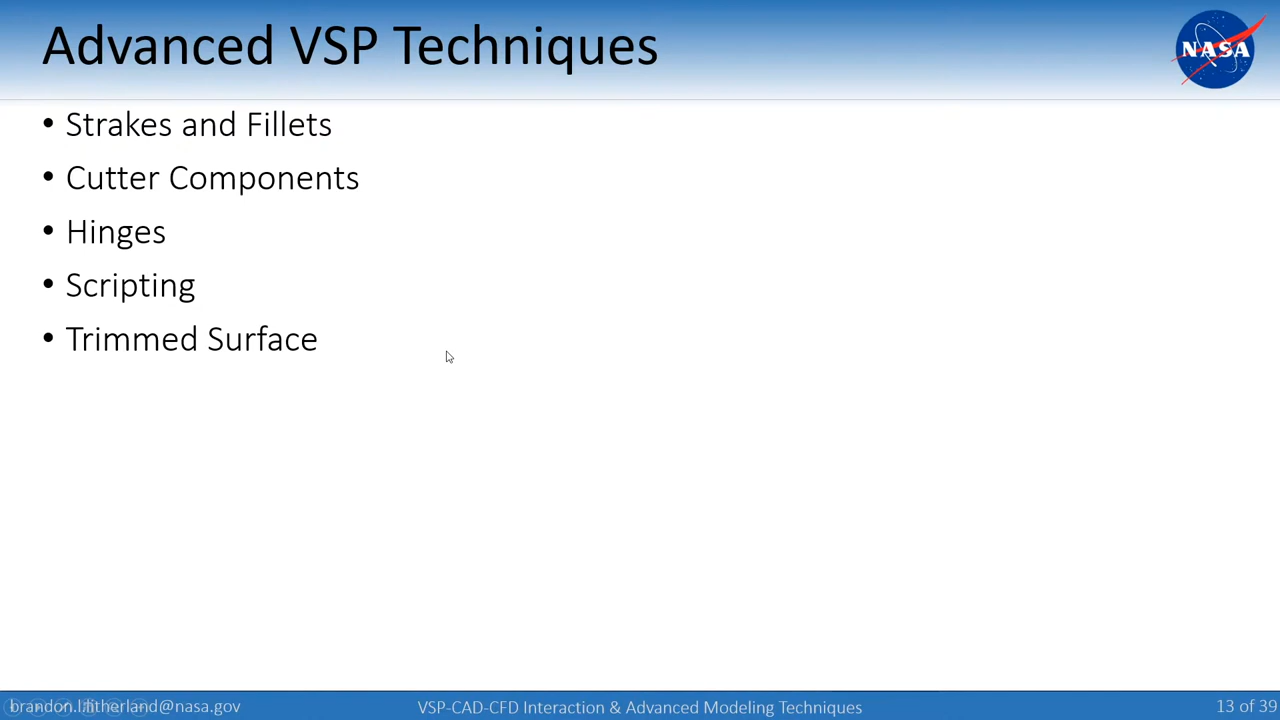 Advanced VSP Techniques
NASA
• Strakes and Fillets
• Cutter Components
• Hinges
• Scripting
• Trimmed Surface
brandon.litherland@nasa.gov
VSP-CAD-CFD Interaction & Advanced Modeling Techniques
13 of 39